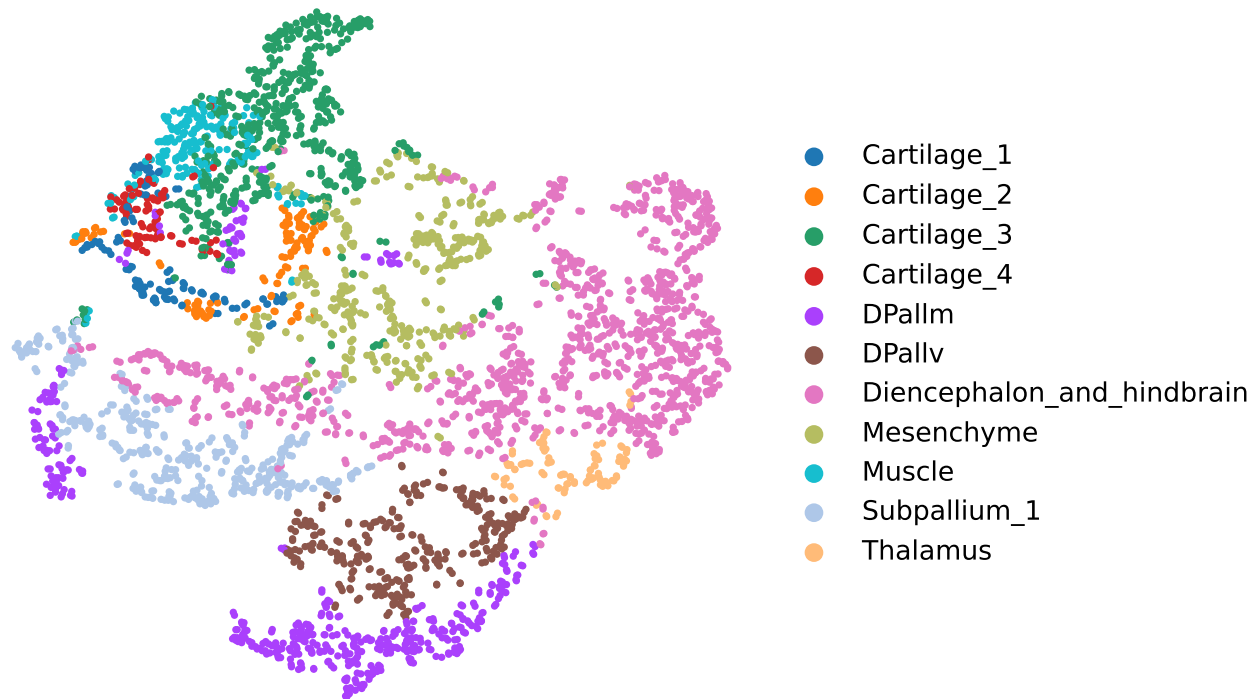 Cartilage_1
Cartilage_2
Cartilage_3
Cartilage_4
DPallm
DPallv
Diencephalon_and_hindbrain
Mesenchyme
Muscle
Subpallium_1
Thalamus